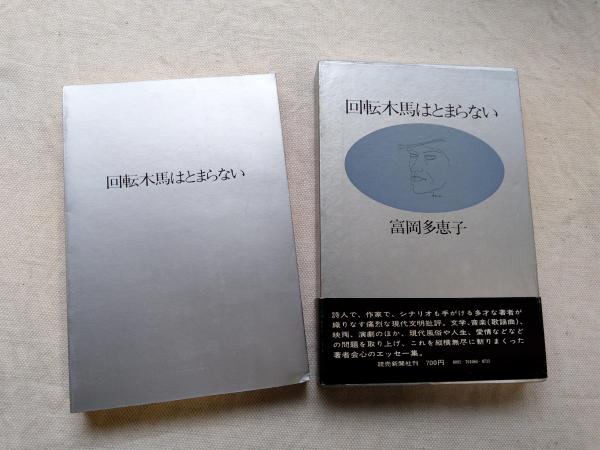 回転木馬はとまらない
回転木馬はとまらない
富岡多恵子
詩人で、作家で、シナリオも手がける多才な著者が
織りなす痛烈な現代文明批評。文学、音楽(歌謡曲)、
映画、演劇のほか、現代風俗や人生、愛情などなど
の問題を取り上げ、これを縦横無尽に斬りまくった
著者会心のエッセー集。
読売新聞社刊 700円